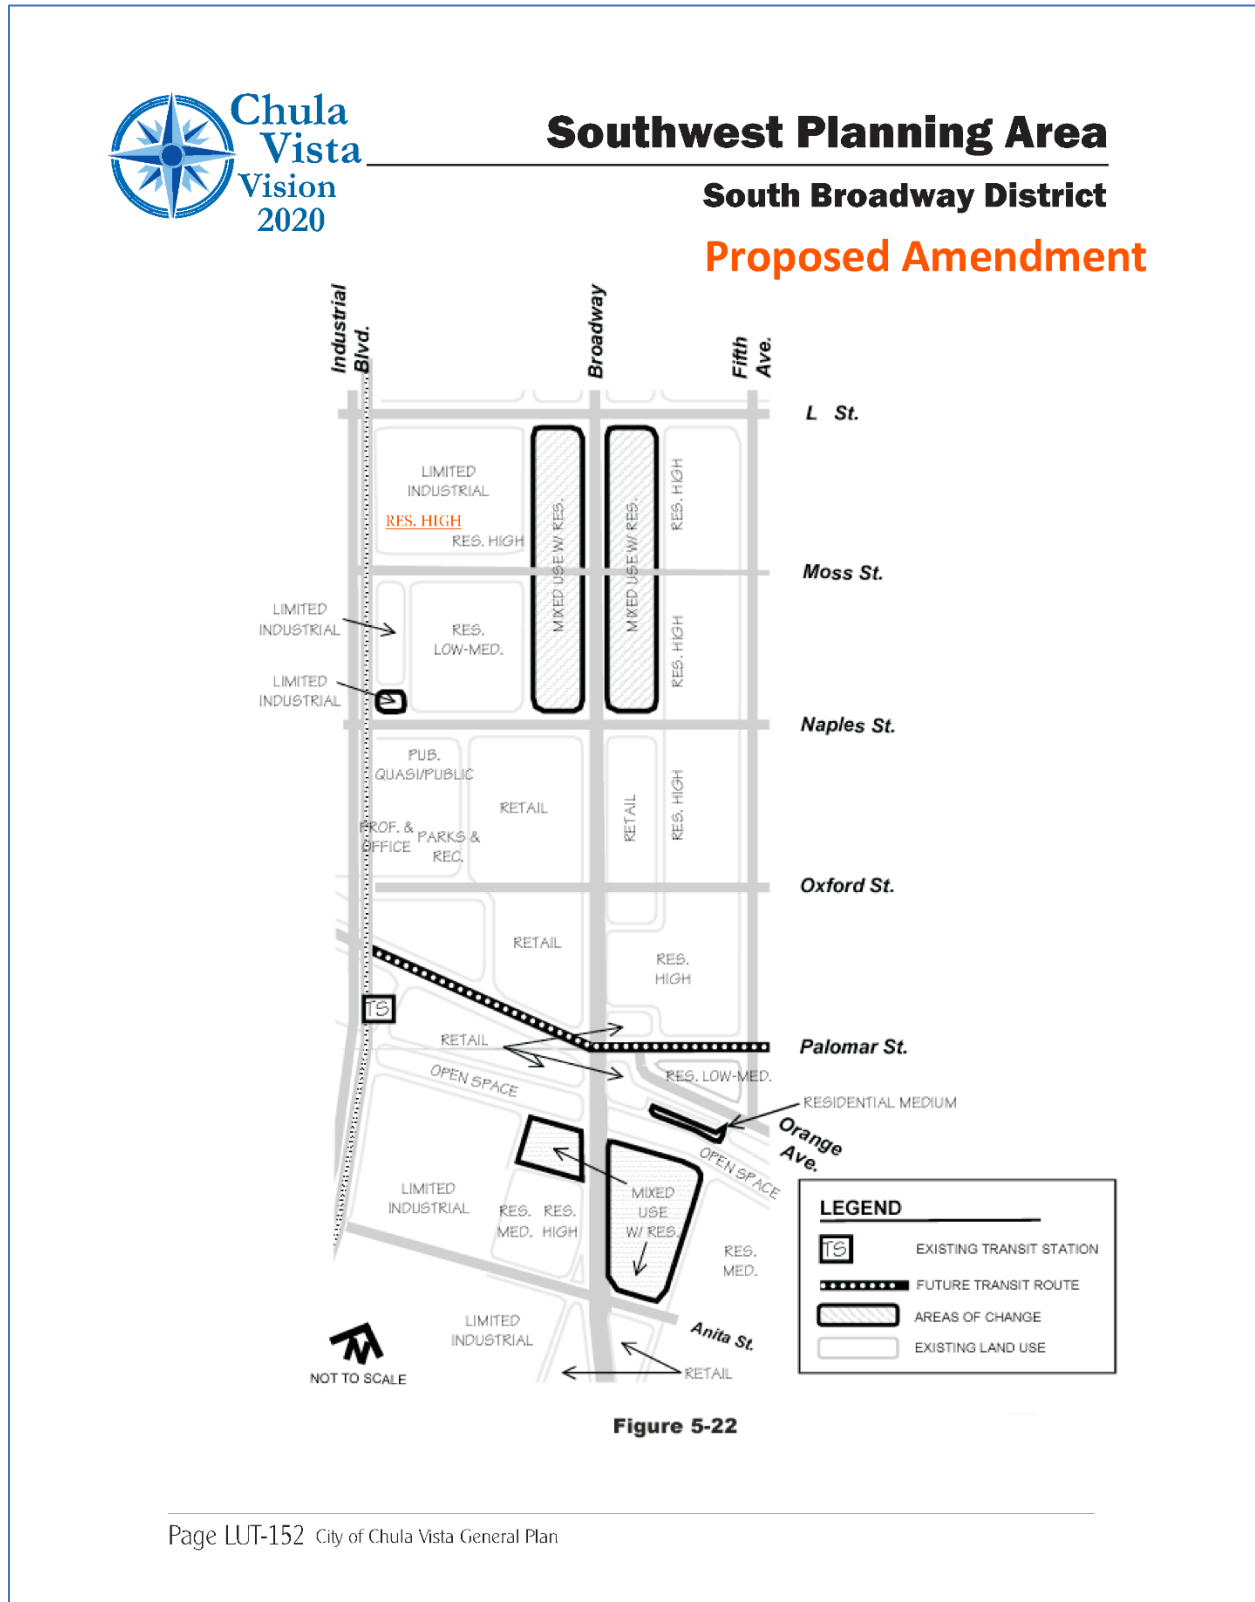 Chula
Vista
Vision
2020
Southwest Planning Area
South Broadway District
Proposed Amendment
Industrial
Blvd.
Broadway
Fifth
Ave.
L St.
LIMITED
INDUSTRIAL
RES. HIGH
RES. HIGH
MIXED USE W/ RES.
MIXED USE W/ RES.
RES. HIGH
Moss St.
LIMITED
INDUSTRIAL
RES.
LOW-MED.
RES. HIGH
LIMITED
INDUSTRIAL
Naples St.
PUB.
QUASI/PUBLIC
RETAIL
RETAIL
RES. HIGH
PROF. &
OFFICE
PARKS &
REC.
Oxford St.
RETAIL
RES.
HIGH
TS
RETAIL
Palomar St.
OPEN SPACE
RES. LOW-MED.
RESIDENTIAL MEDIUM
Orange
Ave.
OPEN SPACE
LIMITED
INDUSTRIAL
RES.
MED.
RES.
HIGH
MIXED
USE
W/ RES.
RES.
MED.
LIMITED
INDUSTRIAL
Anita St.
RETAIL
LEGEND
TS
EXISTING TRANSIT STATION
FUTURE TRANSIT ROUTE
AREAS OF CHANGE
EXISTING LAND USE
NOT TO SCALE
Figure 5-22
Page LUT-152 City of Chula Vista General Plan